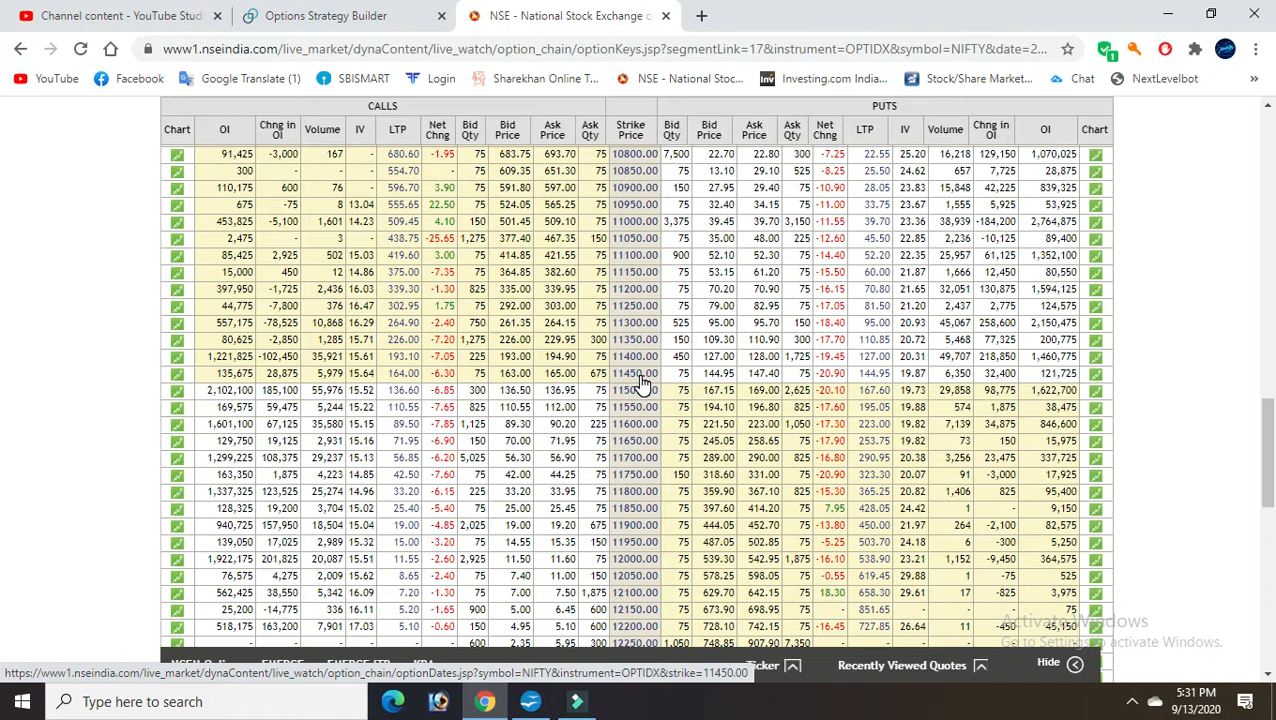 Channel content - YouTube Studi
Options Strategy Builder
NSE - National Stock Exchange o
www1.nseindia.com/live_market/dynaContent/live_watch/option_chain/optionKeys.jsp?segmentLink=17&instrument=OPTIDX&symbol=NIFTY&date=2...
YouTube Facebook Google Translate (1) SBISMART Login Sharekhan Online T... NSE - National Sto... Investing.com India... Stock/Share Market... Chat NextLevelbot »
CALLS PUTS
Chart OI Chng in OI Volume IV LTP Net Chng Bid Qty Bid Price Ask Price Ask Qty Strike Price Bid Qty Bid Price Ask Price Ask Qty Net Chng LTP IV Volume Chng in OI OI Chart
91,425 -3,000 167 - 680.60 -1.95 75 683.75 693.70 75 10800.00 7,500 22.70 22.80 300 -7.25 22.55 25.20 16,218 129,150 1,070,025
300 - - - 554.70 - 75 609.35 651.30 75 10850.00 75 13.10 29.10 525 -8.25 25.50 24.62 657 7,725 28,875
110,175 600 76 - 596.70 3.90 75 591.80 597.00 75 10900.00 150 27.95 29.40 75 -10.90 28.05 23.83 15,848 42,225 839,325
675 -75 8 13.04 555.65 22.50 75 524.05 565.25 75 10950.00 75 32.40 34.15 75 -11.00 33.67 23.67 1,555 5,925 53,925
453,825 -5,100 1,601 14.23 509.45 4.10 150 501.45 509.10 75 11000.00 3,375 39.45 39.70 3,150 -11.55 39.70 23.36 38,939 -184,200 2,764,875
2,475 - 3 - 438.75 -25.65 1,275 377.40 467.35 150 11050.00 75 35.00 48.00 225 -12.60 45.50 22.85 2,236 -10,125 89,400
85,425 2,925 502 15.03 419.60 3.00 75 414.85 421.55 75 11100.00 900 52.10 52.30 75 -14.40 52.20 22.35 25,957 61,125 1,352,100
15,000 450 12 14.86 375.00 -7.35 75 364.85 382.60 75 11150.00 75 53.15 61.20 75 -15.50 60.00 21.87 1,666 12,450 80,550
397,950 -1,725 2,436 16.03 339.30 -1.30 825 335.00 339.95 75 11200.00 75 70.20 70.90 75 -16.15 70.80 21.65 32,051 130,875 1,594,125
44,775 -7,800 376 16.47 302.95 1.75 75 292.00 303.00 75 11250.00 75 79.00 82.95 75 -17.05 81.50 21.20 2,437 2,775 124,575
557,175 -78,525 10,868 16.29 264.90 -2.40 750 261.35 264.15 75 11300.00 525 95.00 95.70 150 -18.40 95.00 20.93 45,067 258,600 2,150,475
80,625 -2,850 1,285 15.71 226.00 -7.20 1,275 226.00 229.95 300 11350.00 150 109.30 110.90 300 -17.70 110.85 20.72 5,468 77,325 200,775
1,221,825 -102,450 35,921 15.61 193.10 -7.05 225 193.00 194.90 75 11400.00 450 127.00 128.00 1,725 -19.45 127.00 20.31 49,707 218,850 1,460,775
135,675 28,875 5,979 15.64 164.00 -6.30 75 163.00 165.00 675 11450.00 75 144.95 147.40 75 -20.90 144.95 19.87 6,350 32,400 121,725
2,102,100 185,100 55,976 15.52 136.60 -6.85 300 136.50 136.95 75 11500.00 75 167.15 169.00 2,625 -20.10 167.60 19.73 29,858 98,775 1,622,700
169,575 59,475 5,244 15.22 110.55 -7.65 825 110.55 112.00 75 11550.00 75 194.10 196.80 825 -17.60 195.05 19.88 574 1,875 38,475
1,601,100 67,125 35,580 15.14 89.50 -7.85 1,125 89.30 90.20 225 11600.00 75 221.50 223.00 1,050 -17.30 223.00 19.82 7,139 34,875 846,600
129,750 19,125 2,931 15.16 71.95 -6.90 150 70.00 71.95 75 11650.00 75 245.05 258.65 75 -17.90 253.75 19.82 73 150 15,975
1,299,225 108,375 29,237 15.13 56.85 -6.20 5,025 56.30 56.90 75 11700.00 75 289.00 290.00 825 -16.80 290.95 20.38 3,256 23,475 337,725
163,350 1,875 4,223 14.85 42.50 -7.60 75 42.00 44.25 75 11750.00 150 318.60 331.00 75 -20.90 323.30 20.07 91 -3,000 17,925
1,337,325 123,525 25,274 14.96 33.20 -6.15 225 33.20 33.95 75 11800.00 75 359.90 367.10 825 -15.30 365.25 20.82 1,406 825 95,400
128,325 19,200 3,704 15.02 25.40 -5.40 75 25.00 25.45 75 11850.00 75 397.60 414.20 75 7.95 428.05 24.42 1 - 9,150
940,725 157,950 18,504 15.04 19.00 -4.85 2,025 19.00 19.20 675 11900.00 75 444.05 452.70 75 -13.80 450.00 21.97 264 -2,100 82,575
139,050 17,025 2,989 15.32 15.00 -3.20 75 14.55 15.35 150 11950.00 75 487.05 502.85 75 -5.25 503.70 24.18 6 -300 5,250
1,922,175 201,825 20,087 15.51 11.55 -2.60 2,925 11.50 11.60 75 12000.00 75 539.30 542.95 1,875 -16.10 538.90 23.21 1,152 -9,450 364,575
76,575 4,275 2,009 15.62 8.65 -2.40 75 7.40 11.00 150 12050.00 75 578.25 598.05 75 -0.55 619.45 29.88 1 -75 525
562,425 38,550 5,342 16.09 7.20 -1.30 75 7.00 7.50 1,875 12100.00 75 629.70 642.15 75 18.30 658.30 29.61 17 -825 3,975
25,200 -14,775 336 16.11 5.20 -1.65 900 5.00 6.45 600 12150.00 75 673.90 698.95 75 - 851.65 - - - 75
518,175 163,200 7,901 17.03 5.10 -0.60 150 4.95 5.10 600 12200.00 75 728.10 742.15 75 -16.45 727.85 26.64 11 -450 45,150
- - - - - - 600 2.35 5.95 300 12250.00 1,050 748.85 907.90 7,350 - - - - -
Activate Windows
Go to Settings to activate Windows.
Ticker Recently Viewed Quotes Hide
https://www1.nseindia.com/live_market/dynaContent/live_watch/option_chain/optionDates.jsp?symbol=NIFTY&instrument=OPTIDX&strike=11450.00
Type here to search
5:31 PM
9/13/2020